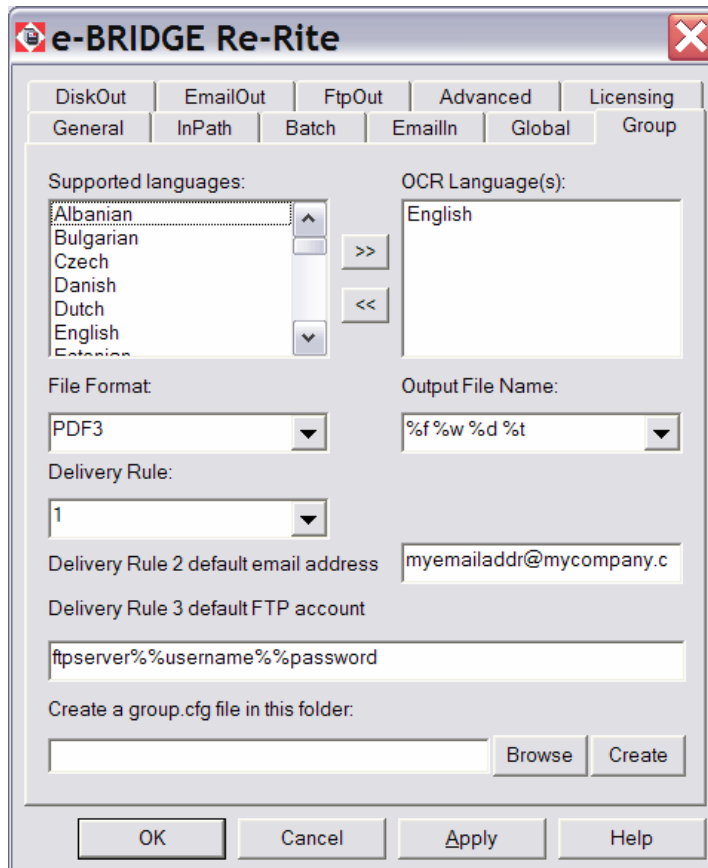 e-BRIDGE Re-Rite
DiskOut EmailOut FtpOut Advanced Licensing
General InPath Batch EmailIn Global Group
Supported languages: OCR Language(s):
Albanian English
Bulgarian
Czech
>>
Danish
Dutch
<<
English
Estonian
File Format: Output File Name:
PDF3 %f %w %d %t
Delivery Rule:
1
Delivery Rule 2 default email address myemailaddr@mycompany.c
Delivery Rule 3 default FTP account
ftpserver%%username%%password
Create a group.cfg file in this folder:
Browse Create
OK Cancel Apply Help